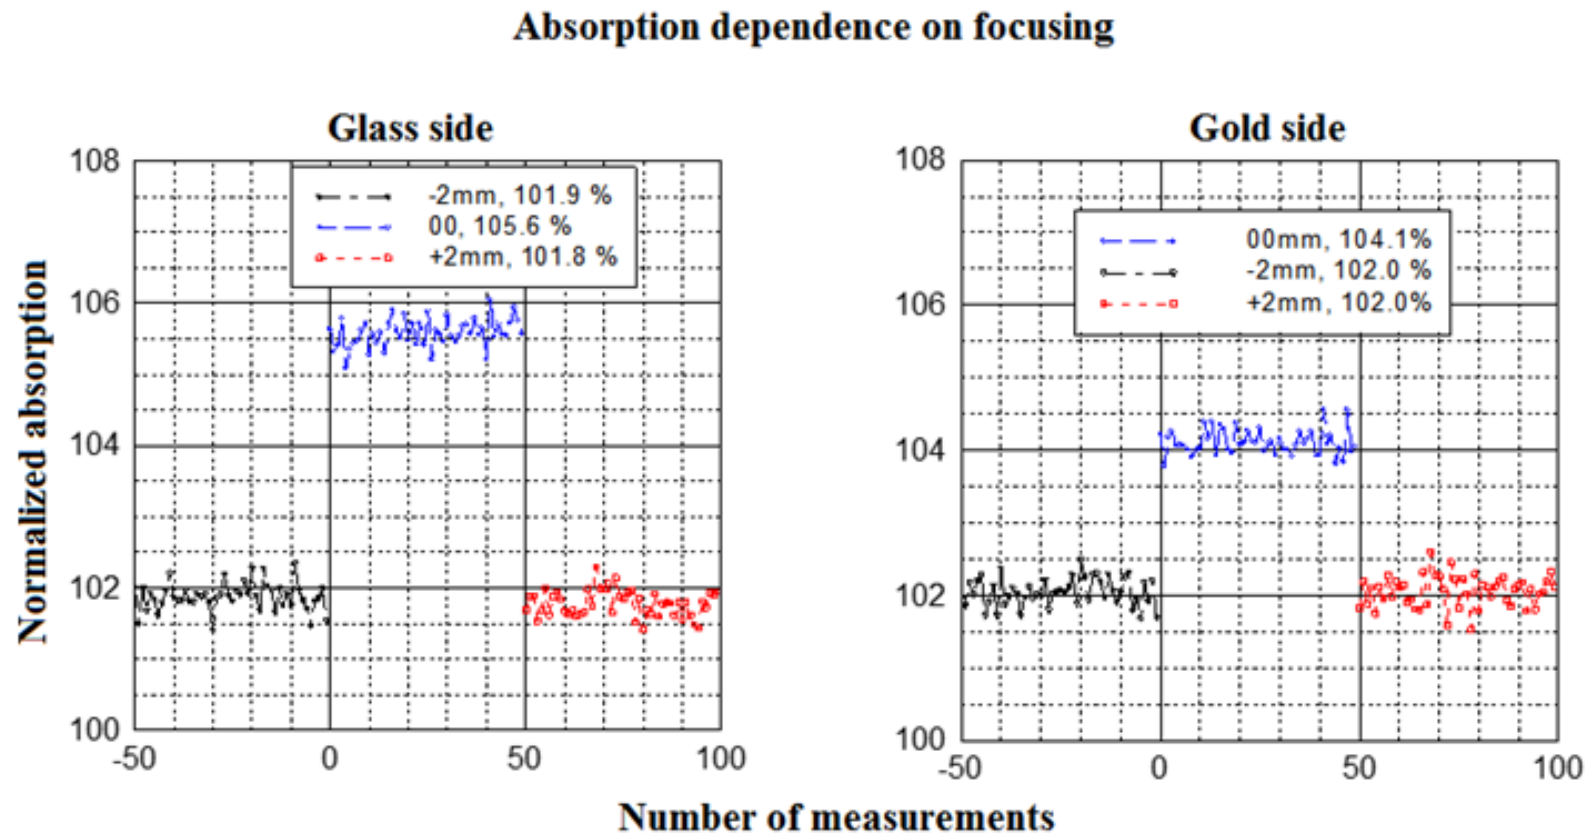 Absorption dependence on focusing
Glass side
Gold side
Normalized absorption
108
106
104
102
100
-50
0
50
100
-2mm, 101.9 %
00, 105.6 %
+2mm, 101.8 %
108
106
104
102
100
-50
0
50
100
00mm, 104.1%
-2mm, 102.0 %
+2mm, 102.0%
Number of measurements